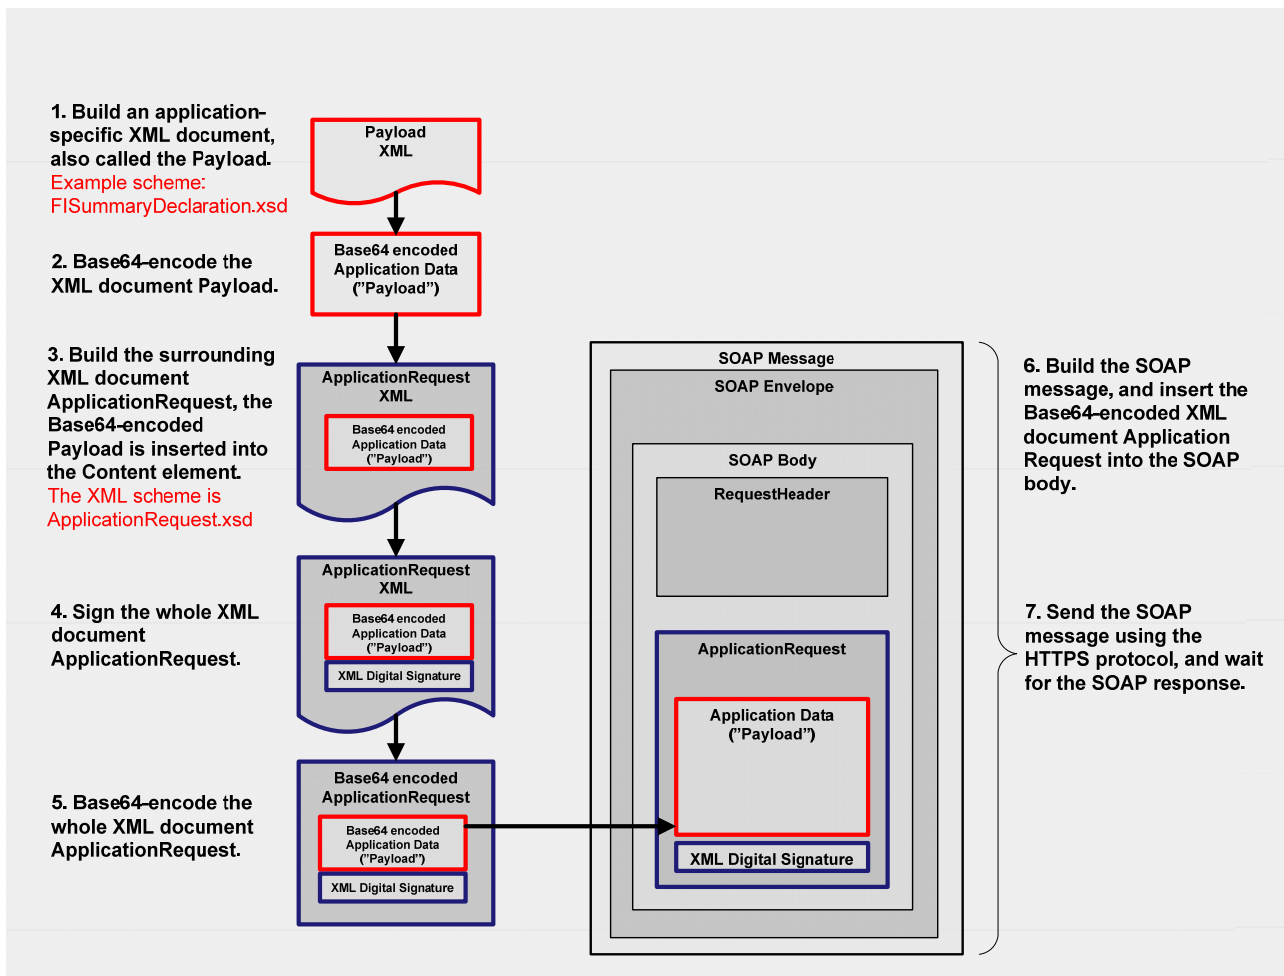 1. Build an application-
specific XML document,
also called the Payload.
Example scheme:
FISummaryDeclaration.xsd
Payload
XML
2. Base64-encode the
XML document Payload.
Base64 encoded
Application Data
("Payload")
3. Build the surrounding
XML document
ApplicationRequest, the
Base64-encoded
Payload is inserted into
the Content element.
The XML scheme is
ApplicationRequest.xsd
ApplicationRequest
XML
Base64 encoded
Application Data
("Payload")
4. Sign the whole XML
document
ApplicationRequest.
ApplicationRequest
XML
Base64 encoded
Application Data
("Payload")
XML Digital Signature
5. Base64-encode the
whole XML document
ApplicationRequest.
Base64 encoded
ApplicationRequest
Base64 encoded
Application Data
("Payload")
XML Digital Signature
SOAP Message
SOAP Envelope
SOAP Body
RequestHeader
ApplicationRequest
Application Data
("Payload")
XML Digital Signature
6. Build the SOAP
message, and insert the
Base64-encoded XML
document Application
Request into the SOAP
body.
7. Send the SOAP
message using the
HTTPS protocol, and wait
for the SOAP response.